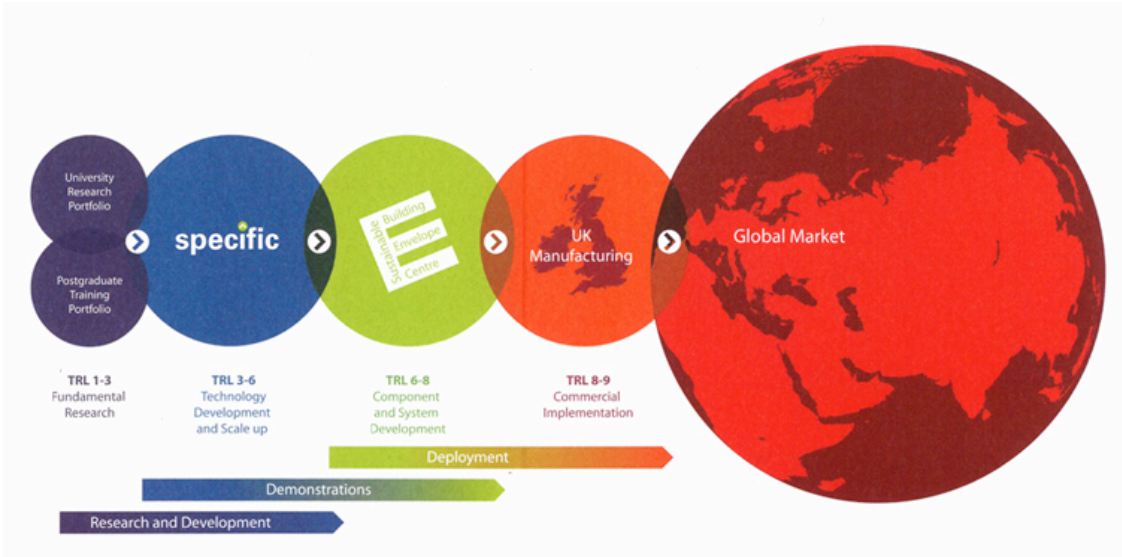 University
Research
Portfolio
Postgraduate
Training
Portfolio
specific
Sustainable
Building
Envelope
Centre
UK
Manufacturing
Global Market
TRL 1-3
Fundamental
Research
TRL 3-6
Technology
Development
and Scale up
TRL 6-8
Component
and System
Development
TRL 8-9
Commercial
Implementation
Deployment
Demonstrations
Research and Development